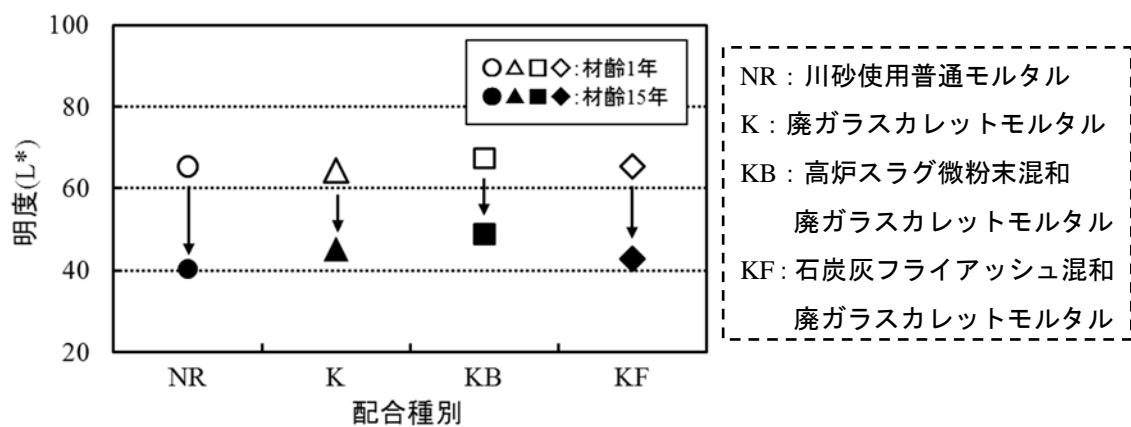 100
80
60
40
20
明度(L*)
○△□◇:材齢1年
●▲■◆:材齢15年
NR
K
KB
KF
配合種別
NR:川砂使用普通モルタル
K:廃ガラスカレットモルタル
KB:高炉スラグ微粉末混和
廃ガラスカレットモルタル
KF:石炭灰フライアッシュ混和
廃ガラスカレットモルタル